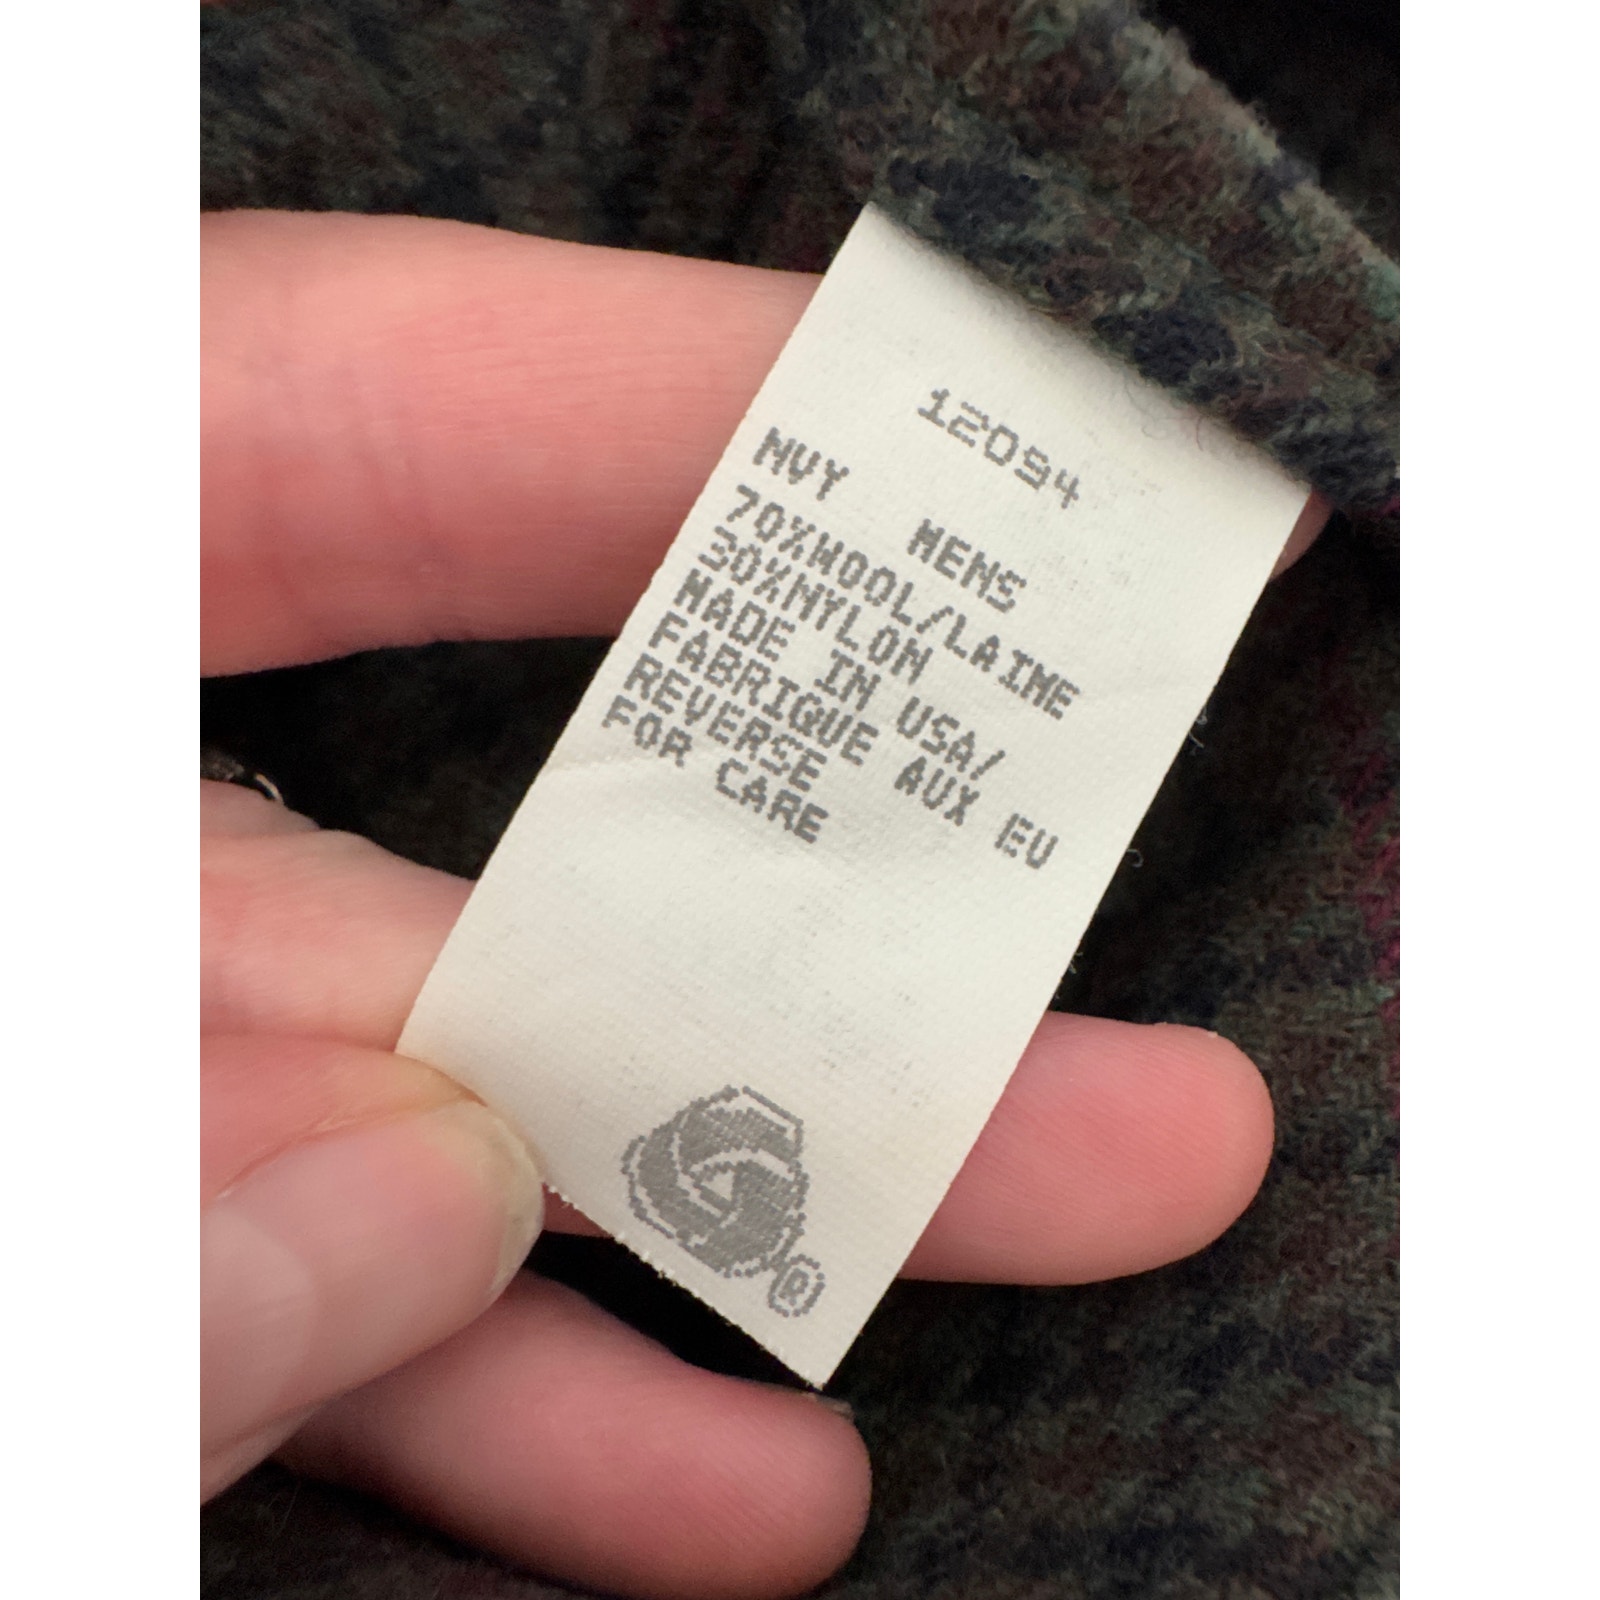 12094
NVY MENS
70%WOOL/LAINE
30%NYLON
MADE IN USA/
FABRIQUE AUX EU
REVERSE
FOR CARE
®